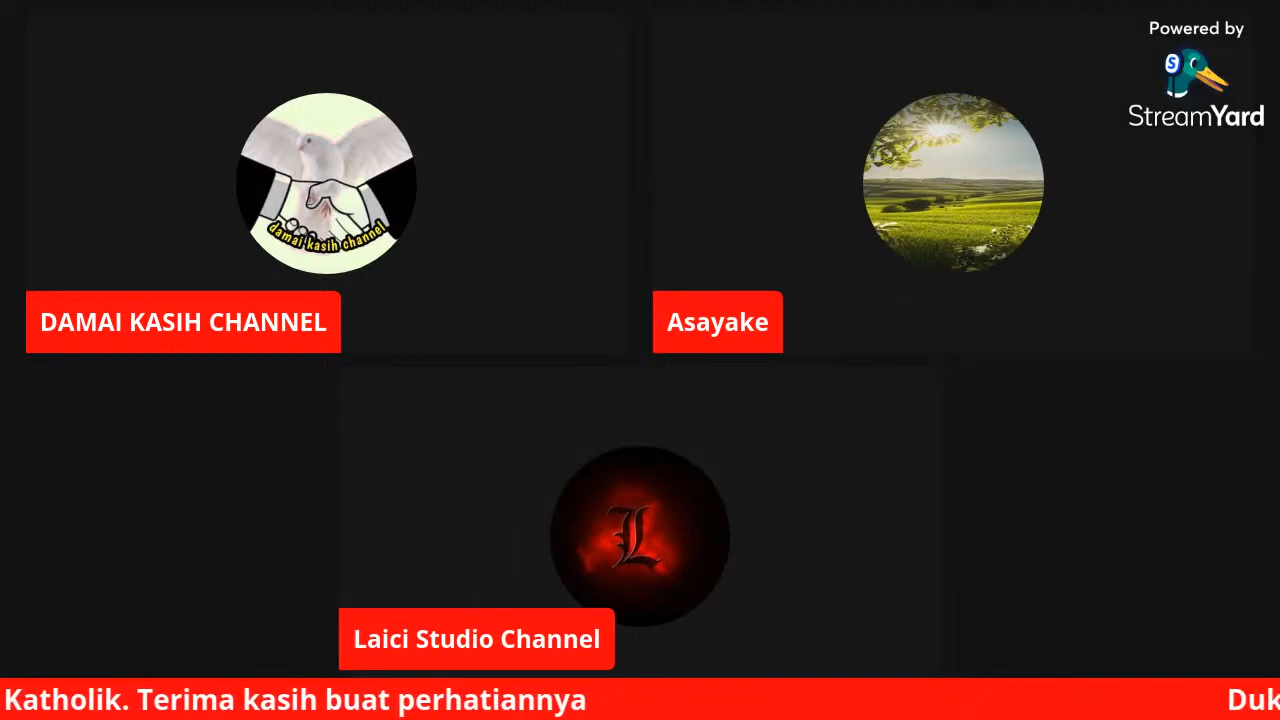 Powered by
StreamYard
damai kasih channel
DAMAI KASIH CHANNEL
Asayake
L
Laici Studio Channel
Katholik. Terima kasih buat perhatiannya
Duk